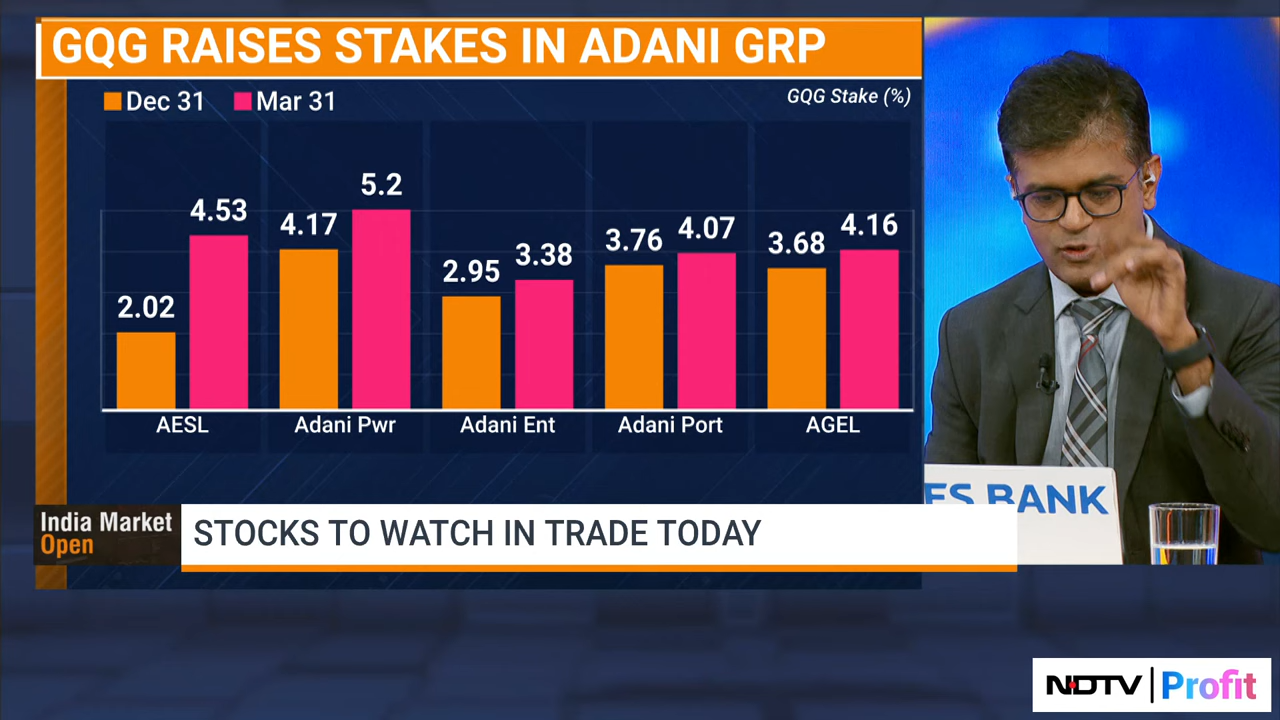 GQG RAISES STAKES IN ADANI GRP
Dec 31 Mar 31 GQG Stake (%)
2.02 4.53 4.17 5.2 2.95 3.38 3.76 4.07 3.68 4.16
AESL Adani Pwr Adani Ent Adani Port AGEL
ES BANK
India Market
Open
STOCKS TO WATCH IN TRADE TODAY
NDTV Profit